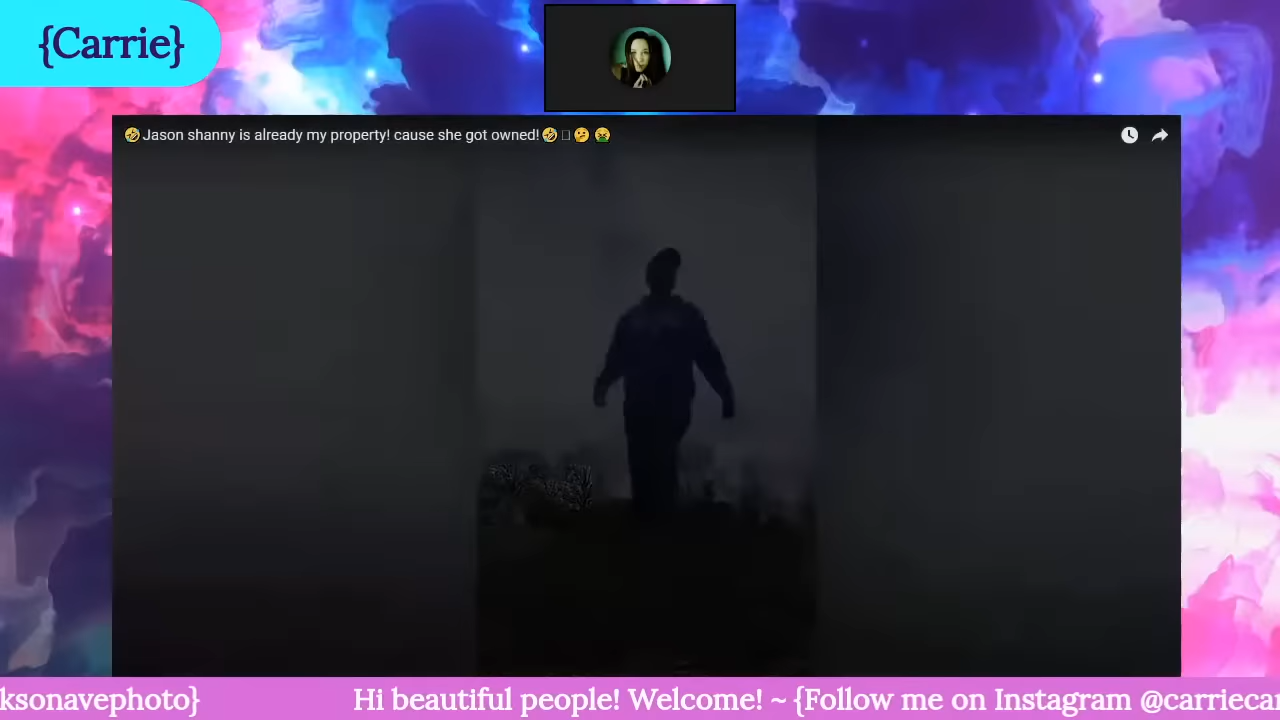 {Carrie}
🤣Jason shanny is already my property! cause she got owned!🤣 🤔 🤮
ksonavephoto} Hi beautiful people! Welcome! ~ {Follow me on Instagram @carriecar